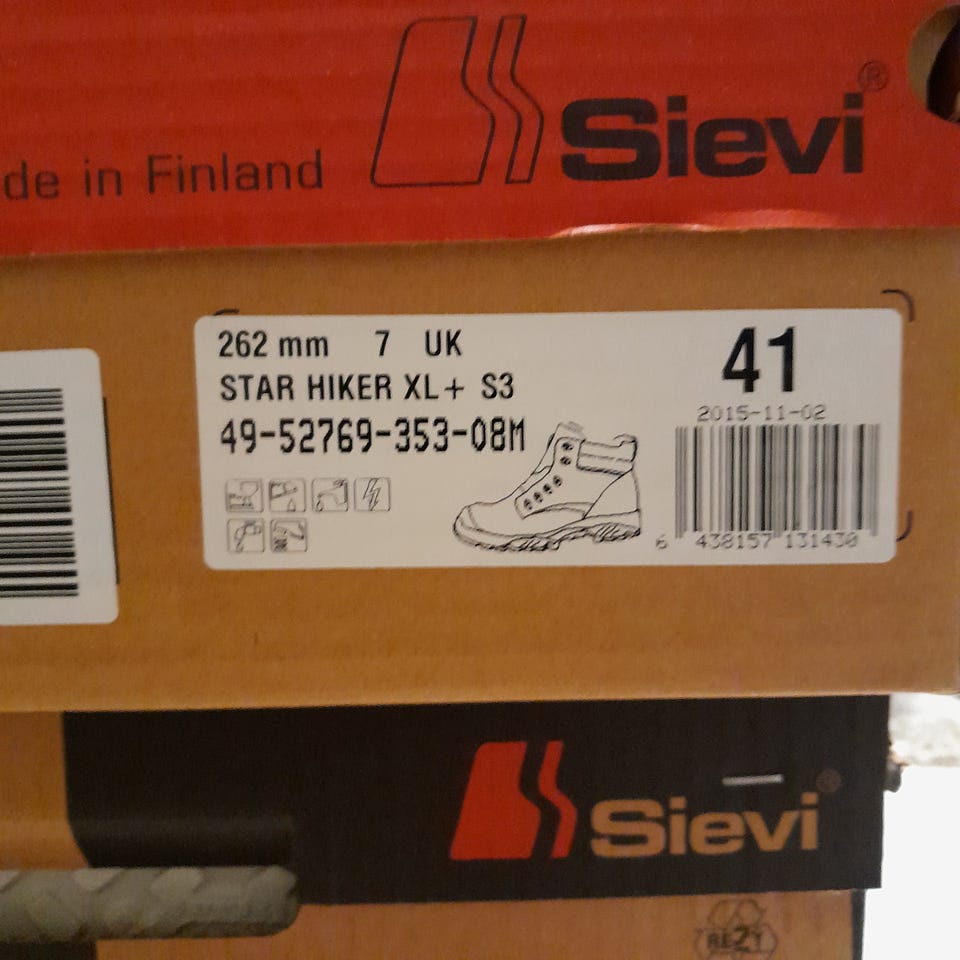 Sievi®
de in Finland
262 mm 7 UK
41
STAR HIKER XL+ S3
2015-11-02
49-52769-353-08M
6 438157 131430
Sievi®
REZY